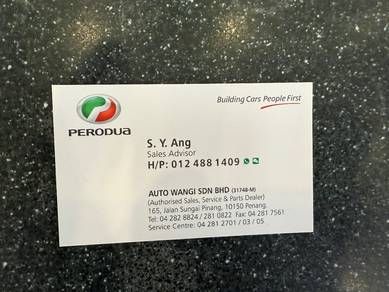 Building Cars People First
PERODUA
S. Y. Ang
Sales Advisor
H/P: 012 488 1409
AUTO WANGI SDN BHD (31748-M)
(Authorised Sales, Service & Parts Dealer)
165, Jalan Sungai Pinang, 10150 Penang.
Tel: 04 282 8824 / 281 0822 Fax: 04 281 7561
Service Centre: 04 281 2701 / 03 / 05